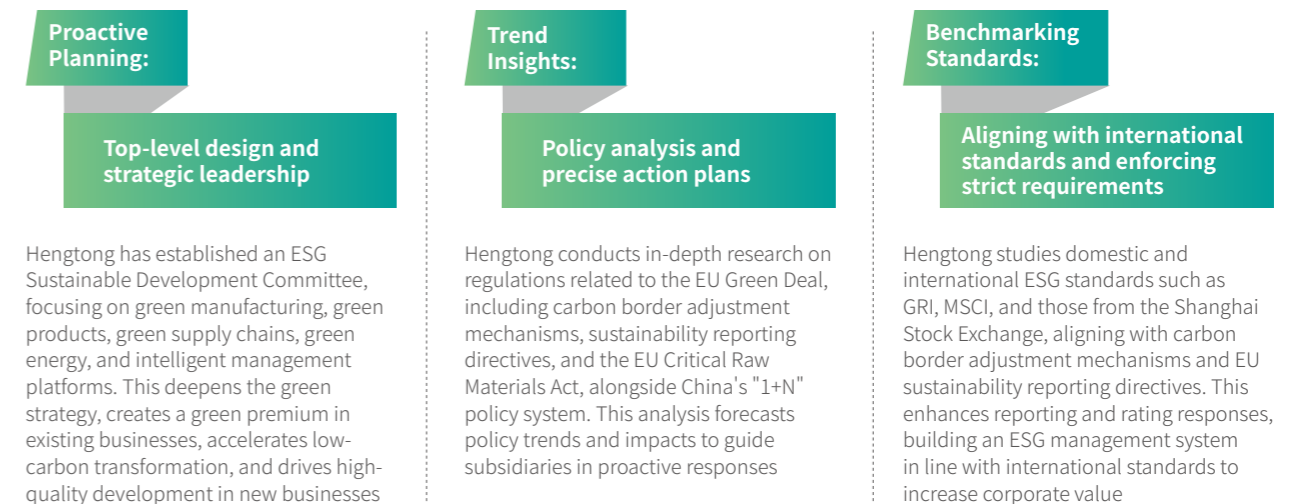 Proactive
Planning:
Top-level design and
strategic leadership
Hengtong has established an ESG
Sustainable Development Committee,
focusing on green manufacturing, green
products, green supply chains, green
energy, and intelligent management
platforms. This deepens the green
strategy, creates a green premium in
existing businesses, accelerates low-
carbon transformation, and drives high-
quality development in new businesses
Trend
Insights:
Policy analysis and
precise action plans
Hengtong conducts in-depth research on
regulations related to the EU Green Deal,
including carbon border adjustment
mechanisms, sustainability reporting
directives, and the EU Critical Raw
Materials Act, alongside China's "1+N"
policy system. This analysis forecasts
policy trends and impacts to guide
subsidiaries in proactive responses
Benchmarking
Standards:
Aligning with international
standards and enforcing
strict requirements
Hengtong studies domestic and
international ESG standards such as
GRI, MSCI, and those from the Shanghai
Stock Exchange, aligning with carbon
border adjustment mechanisms and EU
sustainability reporting directives. This
enhances reporting and rating responses,
building an ESG management system
in line with international standards to
increase corporate value